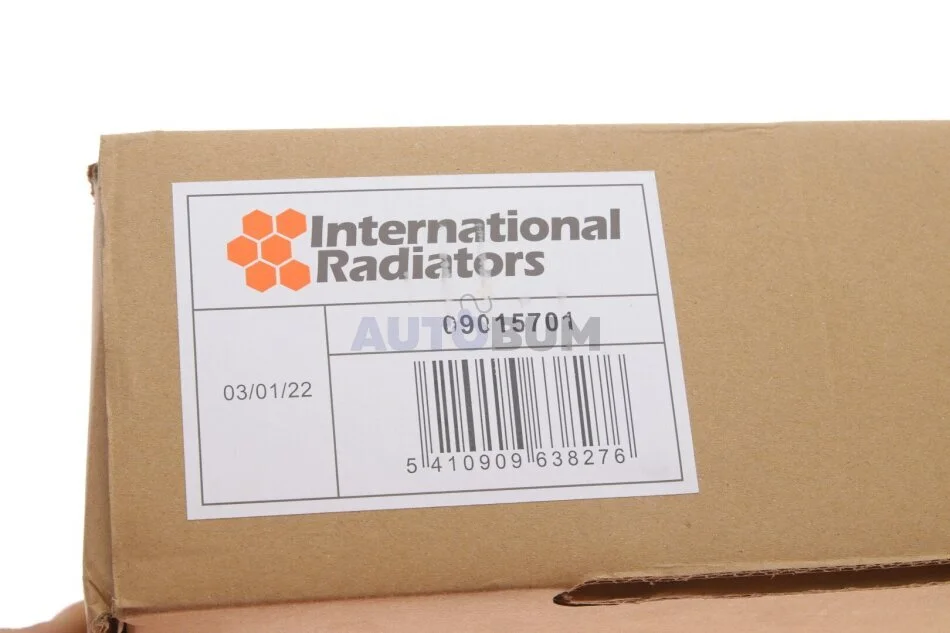 International
Radiators
09015701
AUTOBUM
03/01/22
5 410909 638276